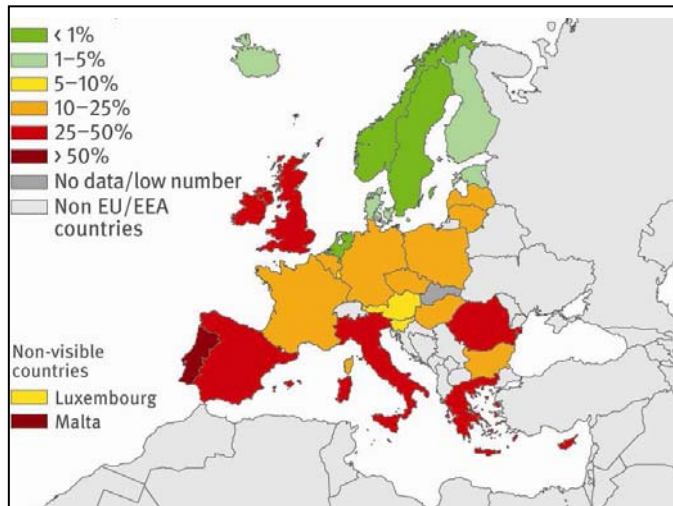 < 1%
1–5%
5–10%
10–25%
25–50%
> 50%
No data/low number
Non EU/EEA
countries
Non-visible
countries
Luxembourg
Malta